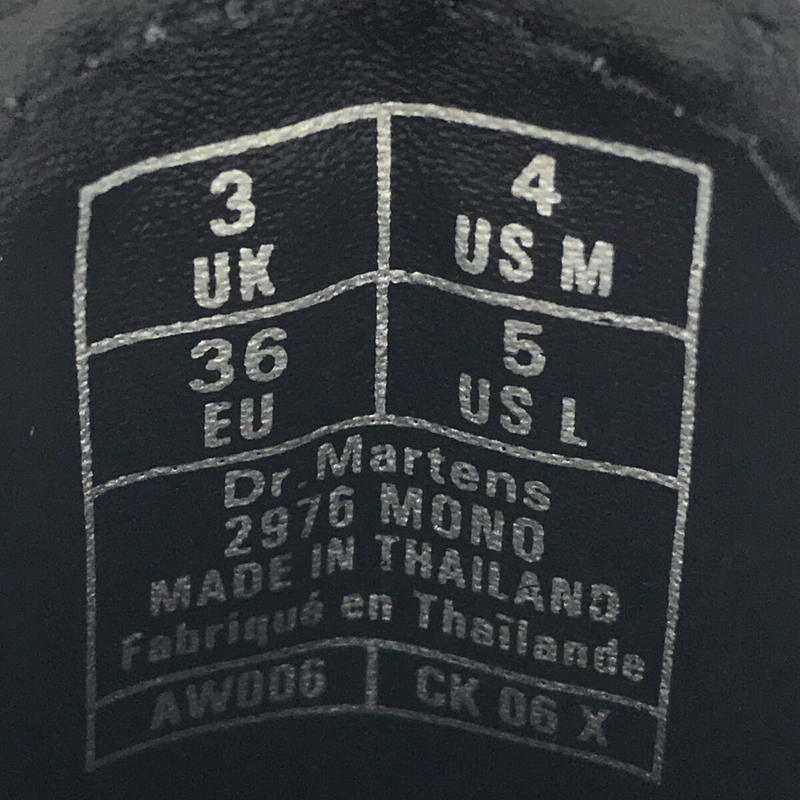 3 UK
4 US M
36 EU
5 US L
Dr. Martens
2976 MONO
MADE IN THAILAND
Fabriqué en Thaïlande
AW006 CK 06 X